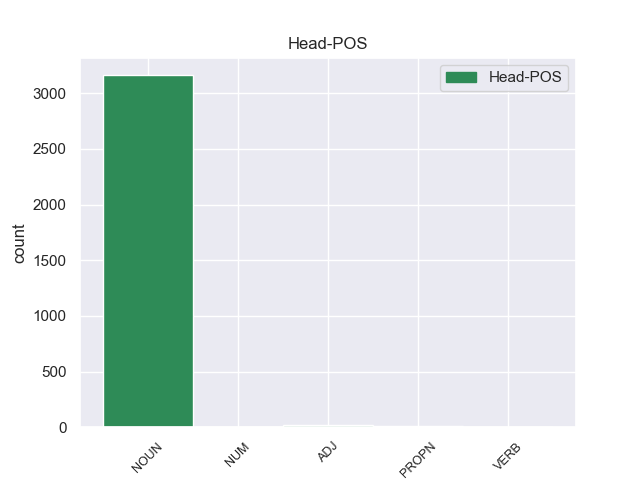 Head-POS
Head-POS
3000
2500
2000
1500
1000
500
0
count
NOUN
NUM
ADJ
PROPN
VERB